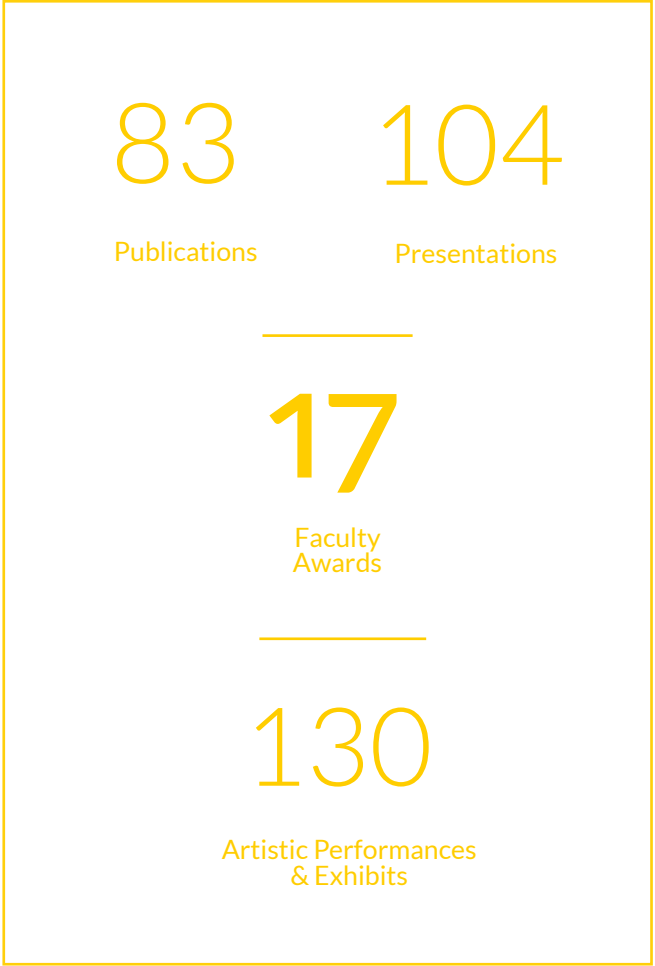 83 104
Publications Presentations
17
Faculty
Awards
130
Artistic Performances
& Exhibits